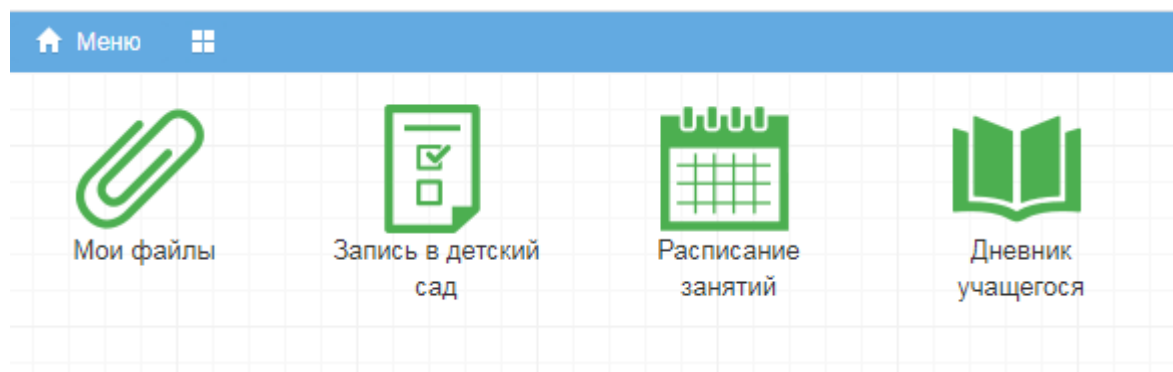 Меню
Мои файлы
Запись в детский
сад
Расписание
занятий
Дневник
учащегося